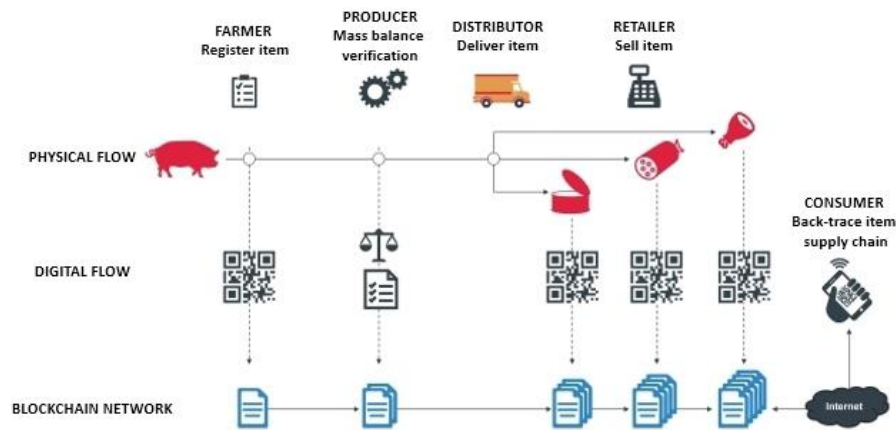 FARMER
Register item
PRODUCER
Mass balance
verification
DISTRIBUTOR
Deliver item
RETAILER
Sell item
PHYSICAL FLOW
CONSUMER
Back-trace item
supply chain
DIGITAL FLOW
BLOCKCHAIN NETWORK
Internet